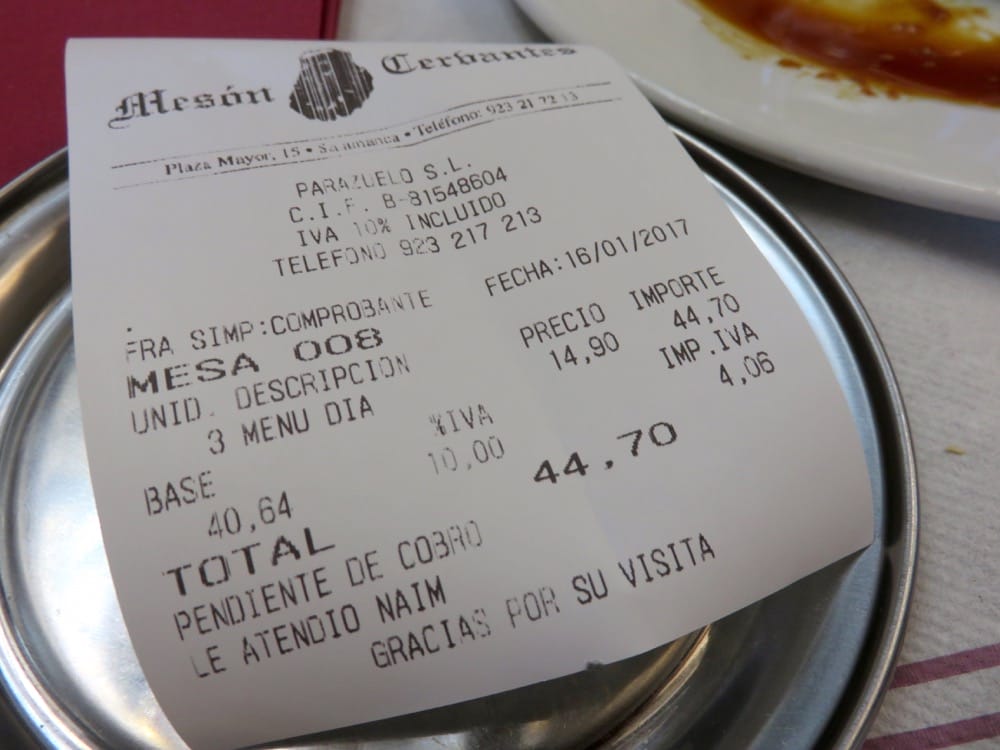 Mesón Cervantes
Plaza Mayor, 15 • Salamanca • Teléfono: 923 21 72 13
PARAZUELO S.L.
C.I.F. B-81548604
IVA 10% INCLUIDO
TELEFONO 923 217 213
FECHA:16/01/2017
FRA SIMP:COMPROBANTE
MESA 008
UNID. DESCRIPCION PRECIO IMPORTE
3 MENU DIA 14,90 44,70
BASE %IVA IMP.IVA
40,64 10,00 4,06
TOTAL 44,70
PENDIENTE DE COBRO
LE ATENDIO NAIM
GRACIAS POR SU VISITA